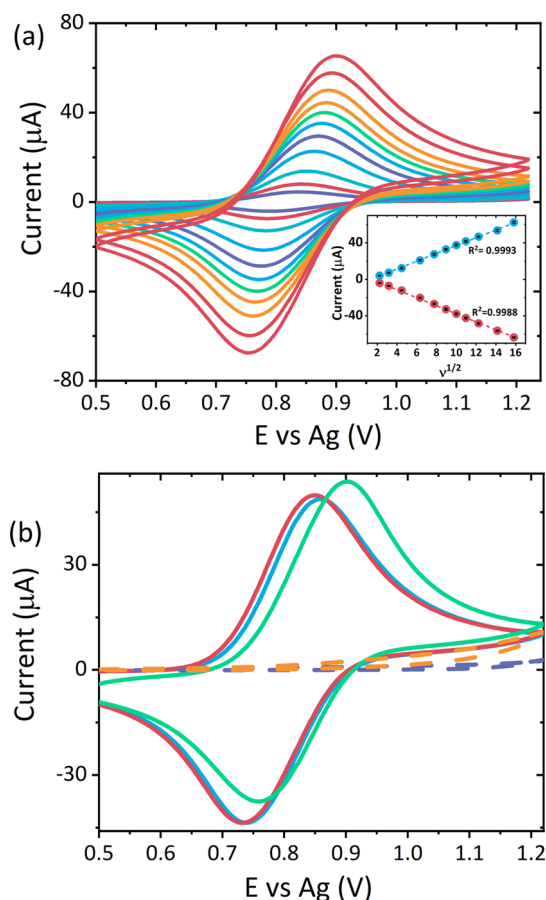 (a)
80
40
0
-40
-80
Current (µA)
0.5 0.6 0.7 0.8 0.9 1.0 1.1 1.2
E vs Ag (V)
40
0
-40
Current (µA)
R²= 0.9993
R²=0.9988
2 4 6 8 10 12 14 16
ν^1/2
(b)
30
0
-30
Current (µA)
0.5 0.6 0.7 0.8 0.9 1.0 1.1 1.2
E vs Ag (V)